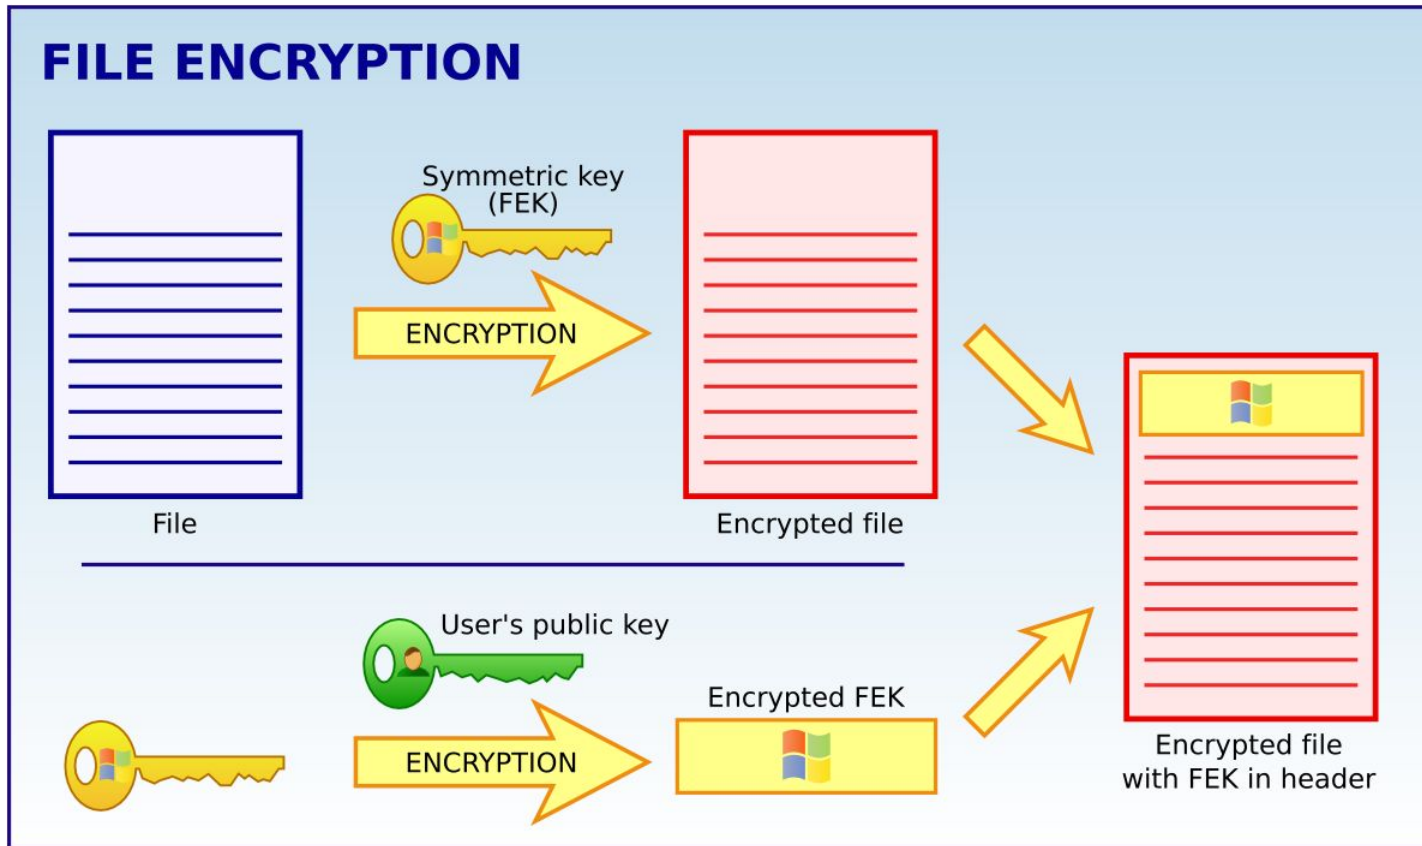 FILE ENCRYPTION
Symmetric key
(FEK)
ENCRYPTION
File
Encrypted file
User's public key
ENCRYPTION
Encrypted FEK
Encrypted file
with FEK in header